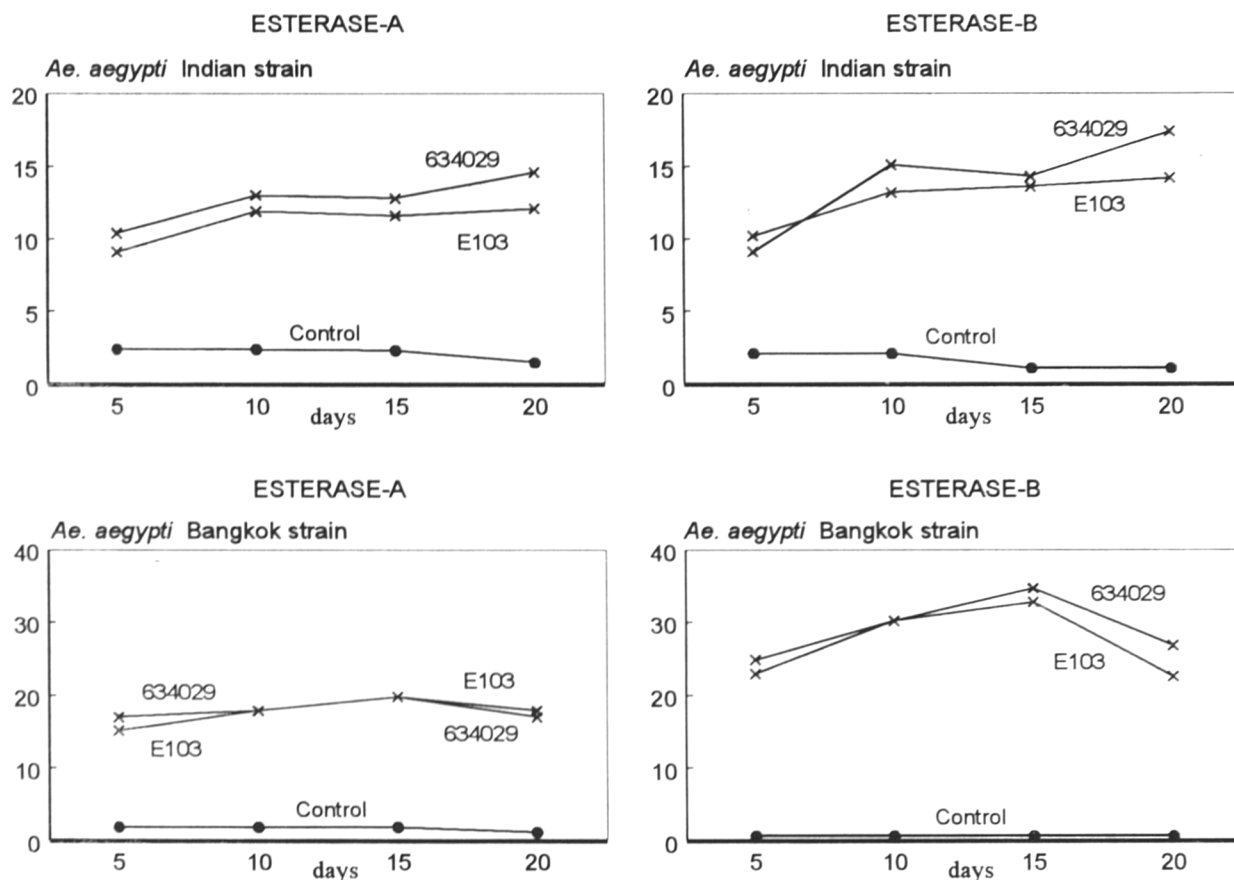 ESTERASE-A
Ae. aegypti Indian strain
20
15
10
5
0
634029
E103
Control
5 10 15 20
days
ESTERASE-B
Ae. aegypti Indian strain
20
15
10
5
0
634029
E103
Control
5 10 15 20
days
ESTERASE-A
Ae. aegypti Bangkok strain
40
30
20
10
0
634029
E103
E103
634029
Control
5 10 15 20
days
ESTERASE-B
Ae. aegypti Bangkok strain
40
30
20
10
0
634029
E103
Control
5 10 15 20
days